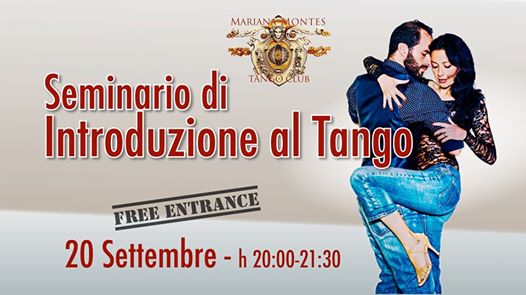 MARIANA MONTES
TANGO CLUB
Seminario di
Introduzione al Tango
FREE ENTRANCE
20 Settembre - h 20:00-21:30